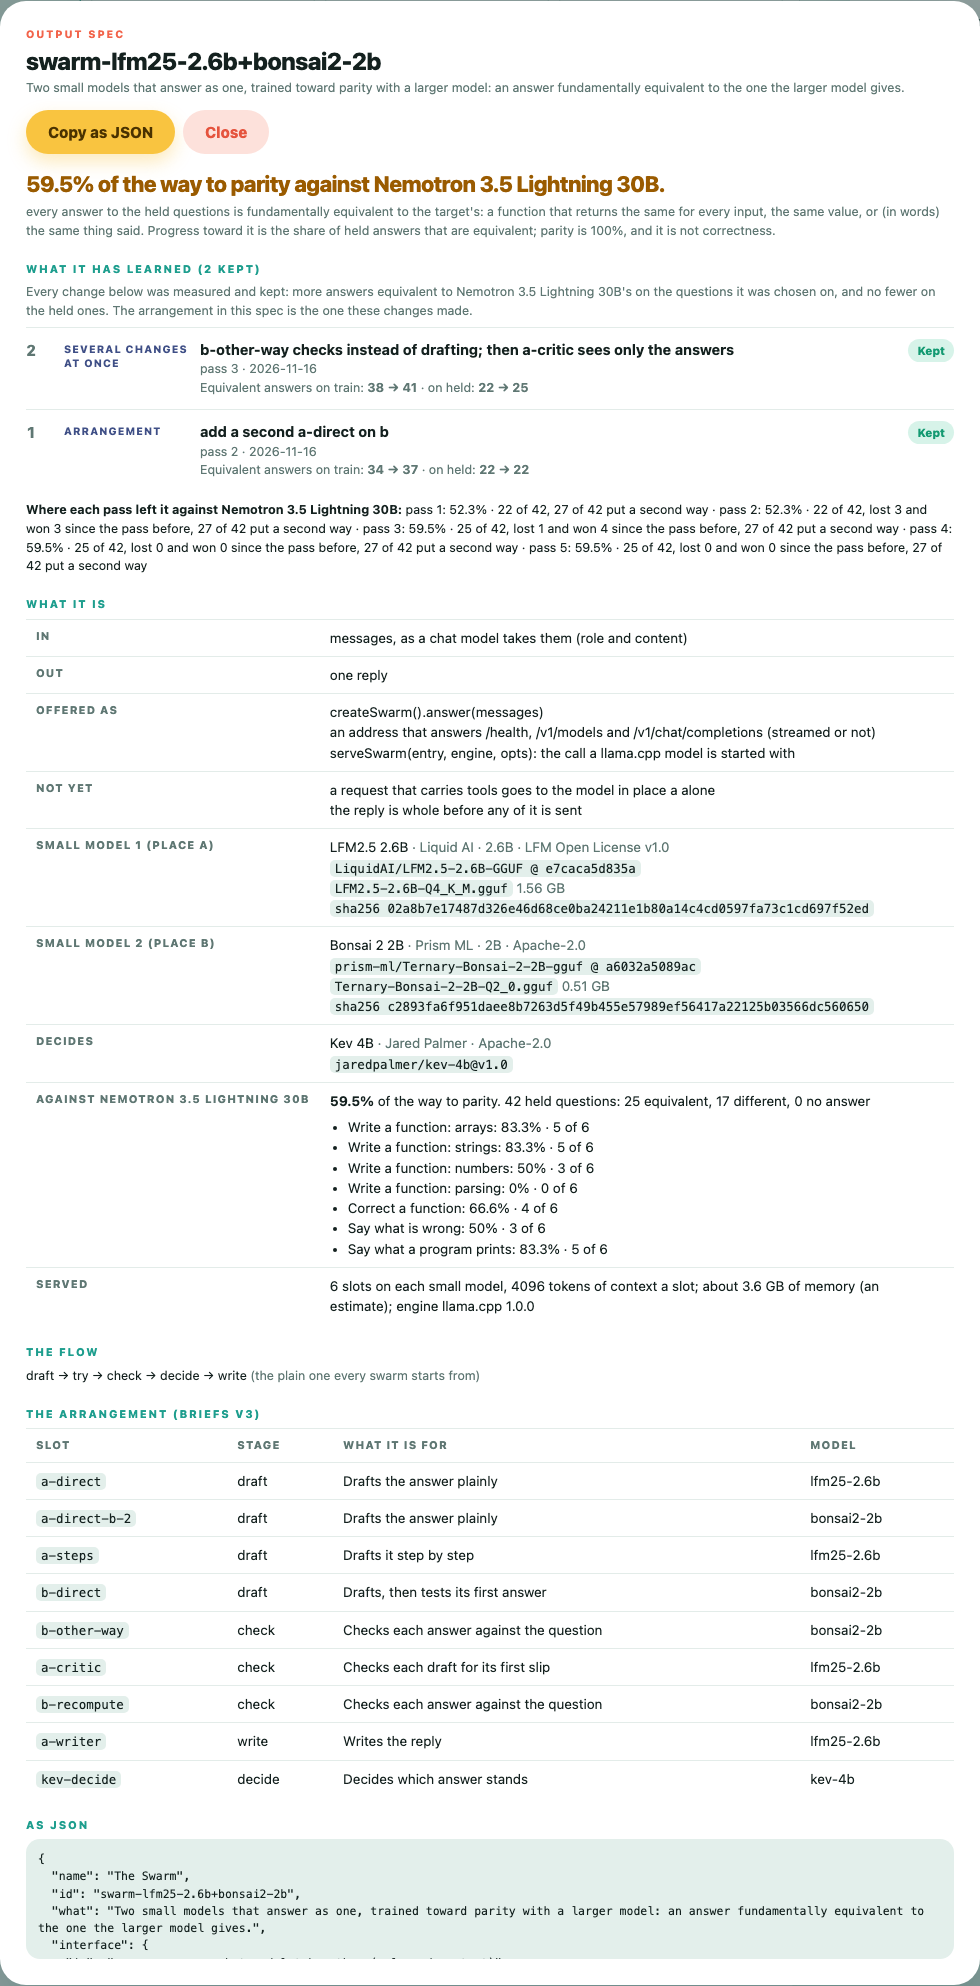 OUTPUT SPEC
swarm-lfm25-2.6b+bonsai2-2b
Two small models that answer as one, trained toward parity with a larger model: an answer fundamentally equivalent to the one the larger model gives.
Copy as JSON
Close
59.5% of the way to parity against Nemotron 3.5 Lightning 30B.
every answer to the held questions is fundamentally equivalent to the target's: a function that returns the same for every input, the same value, or (in words)
the same thing said. Progress toward it is the share of held answers that are equivalent; parity is 100%, and it is not correctness.
WHAT IT HAS LEARNED (2 KEPT)
Every change below was measured and kept: more answers equivalent to Nemotron 3.5 Lightning 30B's on the questions it was chosen on, and no fewer on
the held ones. The arrangement in this spec is the one these changes made.
2
SEVERAL CHANGES
AT ONCE
b-other-way checks instead of drafting; then a-critic sees only the answers
Kept
pass 3 · 2026-11-16
Equivalent answers on train: 38 → 41 · on held: 22 → 25
1
ARRANGEMENT
add a second a-direct on b
Kept
pass 2 · 2026-11-16
Equivalent answers on train: 34 → 37 · on held: 22 → 22
Where each pass left it against Nemotron 3.5 Lightning 30B: pass 1: 52.3% · 22 of 42, 27 of 42 put a second way · pass 2: 52.3% · 22 of 42, lost 3 and
won 3 since the pass before, 27 of 42 put a second way · pass 3: 59.5% · 25 of 42, lost 1 and won 4 since the pass before, 27 of 42 put a second way · pass 4:
59.5% · 25 of 42, lost 0 and won 0 since the pass before, 27 of 42 put a second way · pass 5: 59.5% · 25 of 42, lost 0 and won 0 since the pass before, 27 of
42 put a second way
WHAT IT IS
IN
messages, as a chat model takes them (role and content)
OUT
one reply
OFFERED AS
createSwarm().answer(messages)
an address that answers /health, /v1/models and /v1/chat/completions (streamed or not)
serveSwarm(entry, engine, opts): the call a llama.cpp model is started with
NOT YET
a request that carries tools goes to the model in place a alone
the reply is whole before any of it is sent
SMALL MODEL 1 (PLACE A)
LFM2.5 2.6B · Liquid AI · 2.6B · LFM Open License v1.0
LiquidAI/LFM2.5-2.6B-GGUF @ e7caca5d835a
LFM2.5-2.6B-Q4_K_M.gguf 1.56 GB
sha256 02a8b7e17487d326e46d68ce0ba24211e1b80a14c4cd0597fa73c1cd697f52ed
SMALL MODEL 2 (PLACE B)
Bonsai 2 2B · Prism ML · 2B · Apache-2.0
prism-ml/Ternary-Bonsai-2-2B-gguf @ a6032a5089ac
Ternary-Bonsai-2-2B-Q2_0.gguf 0.51 GB
sha256 c2893fa6f951daee8b7263d5f49b455e57989ef56417a22125b03566dc560650
DECIDES
Kev 4B · Jared Palmer · Apache-2.0
jaredpalmer/kev-4b@v1.0
AGAINST NEMOTRON 3.5 LIGHTNING 30B
59.5% of the way to parity. 42 held questions: 25 equivalent, 17 different, 0 no answer
• Write a function: arrays: 83.3% · 5 of 6
• Write a function: strings: 83.3% · 5 of 6
• Write a function: numbers: 50% · 3 of 6
• Write a function: parsing: 0% · 0 of 6
• Correct a function: 66.6% · 4 of 6
• Say what is wrong: 50% · 3 of 6
• Say what a program prints: 83.3% · 5 of 6
SERVED
6 slots on each small model, 4096 tokens of context a slot; about 3.6 GB of memory (an
estimate); engine llama.cpp 1.0.0
THE FLOW
draft → try → check → decide → write (the plain one every swarm starts from)
THE ARRANGEMENT (BRIEFS V3)
SLOT STAGE WHAT IT IS FOR MODEL
a-direct draft Drafts the answer plainly lfm25-2.6b
a-direct-b-2 draft Drafts the answer plainly bonsai2-2b
a-steps draft Drafts it step by step lfm25-2.6b
b-direct draft Drafts, then tests its first answer bonsai2-2b
b-other-way check Checks each answer against the question bonsai2-2b
a-critic check Checks each draft for its first slip lfm25-2.6b
b-recompute check Checks each answer against the question bonsai2-2b
a-writer write Writes the reply lfm25-2.6b
kev-decide decide Decides which answer stands kev-4b
AS JSON
{
"name": "The Swarm",
"id": "swarm-lfm25-2.6b+bonsai2-2b",
"what": "Two small models that answer as one, trained toward parity with a larger model: an answer fundamentally equivalent to
the one the larger model gives.",
"interface": {